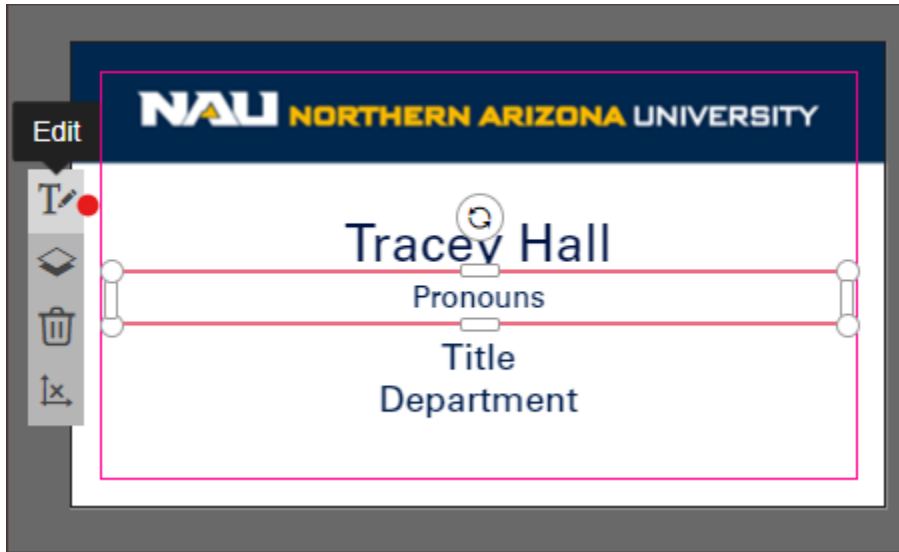 NAU NORTHERN ARIZONA UNIVERSITY
Edit
Tracey Hall
Pronouns
Title
Department